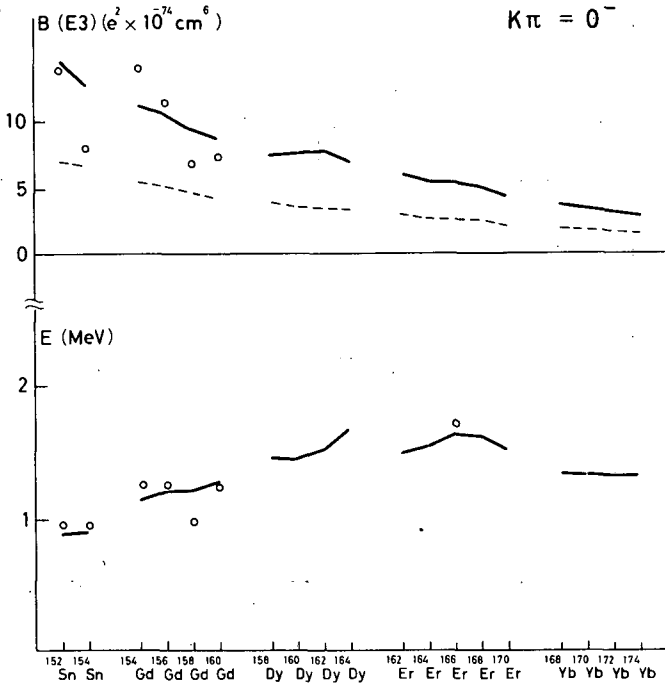 B (E3) (e² × 10⁻⁷⁴ cm⁶)
Kπ = 0⁻
10
5
0
E (MeV)
2
1
152 154 154 156 158 160 158 160 162 164 162 164 166 168 170 168 170 172 174
Sn Sn Gd Gd Gd Gd Dy Dy Dy Dy Er Er Er Er Er Yb Yb Yb Yb